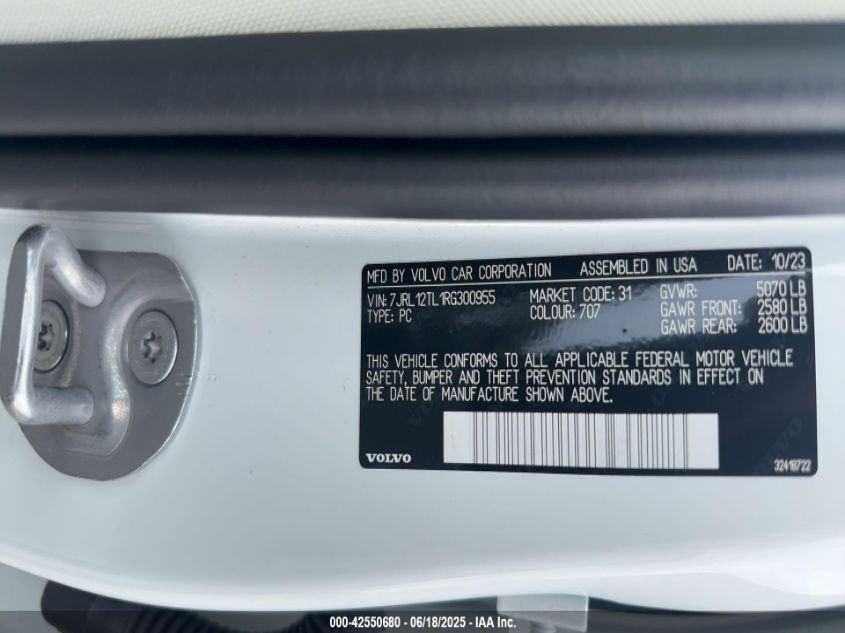 MFD BY VOLVO CAR CORPORATION ASSEMBLED IN USA DATE: 10/23
VIN: 7JRL12TL1RG300955 MARKET CODE: 31 GVWR: 5070 LB
TYPE: PC COLOUR: 707 GAWR FRONT: 2580 LB
GAWR REAR: 2600 LB
THIS VEHICLE CONFORMS TO ALL APPLICABLE FEDERAL MOTOR VEHICLE
SAFETY, BUMPER AND THEFT PREVENTION STANDARDS IN EFFECT ON
THE DATE OF MANUFACTURE SHOWN ABOVE.
VOLVO
32418722
000-42550680 - 06/18/2025 - IAA Inc.